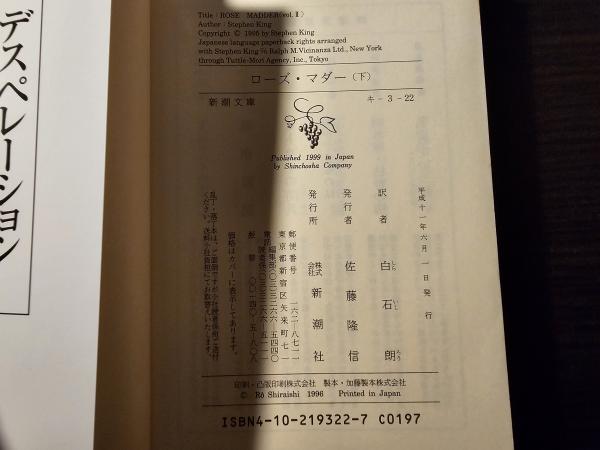 Title : ROSE MADDER(vol. Ⅱ)
Author : Stephen King
Copyright © 1995 by Stephen King
Japanese language paperback rights arranged
with Stephen King ℅ Ralph M.Vicinanza Ltd., New York
through Tuttle-Mori Agency, Inc., Tokyo
ローズ・マダー(下)
新潮文庫
キ-3-22
Published 1999 in Japan
by Shinchosha Company
平成十一年六月一日発行
訳者 白石朗
発行者 佐藤隆信
発行所 株式会社 新潮社
郵便番号 一六二-八七一一
東京都新宿区矢来町七一
価格はカバーに表示してあります。
印刷・凸版印刷株式会社 製本・加藤製本株式会社
© Rô Shiraishi 1996 Printed in Japan
ISBN4-10-219322-7 C0197
デスペレーション